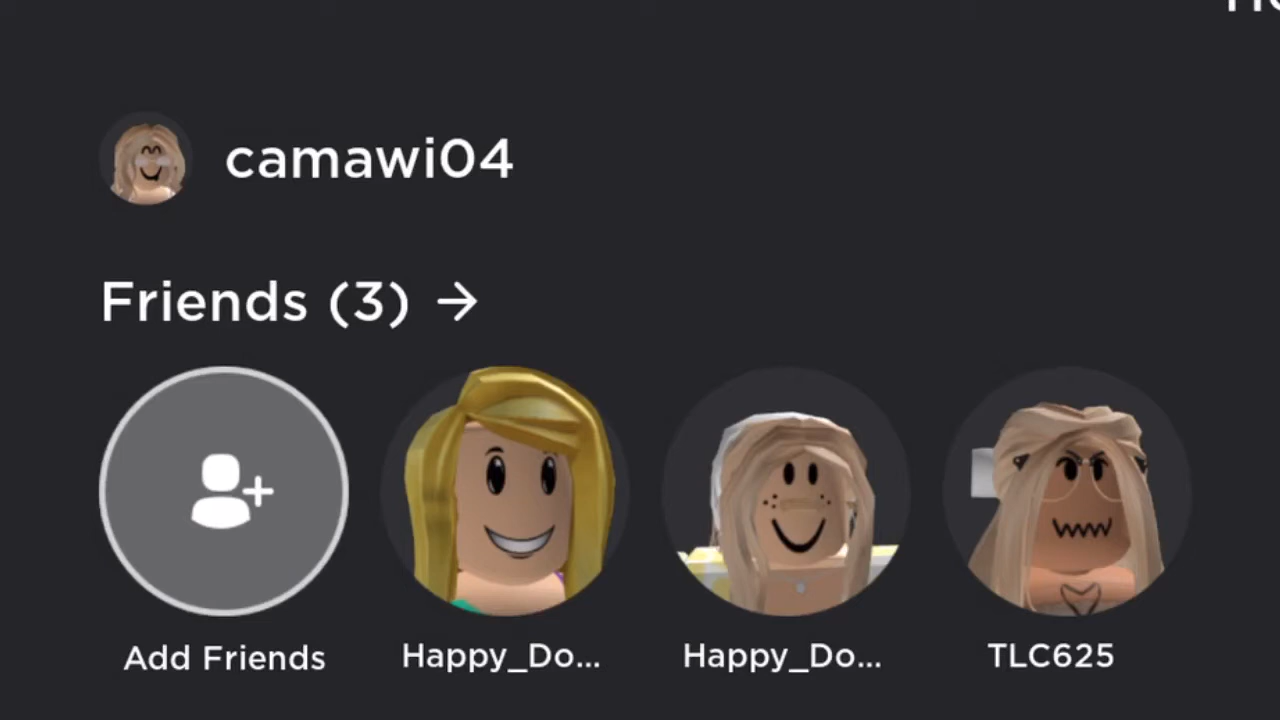 camawi04
Friends (3) →
Add Friends
Happy_Do...
Happy_Do...
TLC625